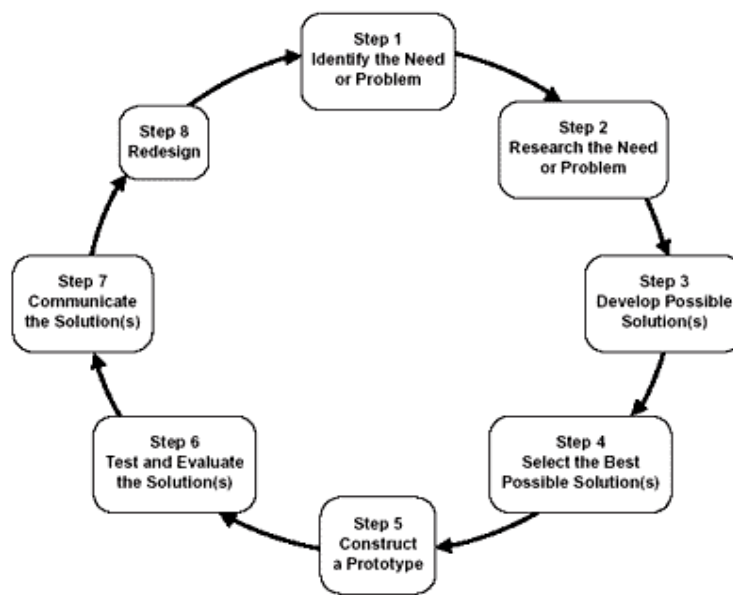 Step 1
Identify the Need
or Problem
Step 2
Research the Need
or Problem
Step 3
Develop Possible
Solution(s)
Step 4
Select the Best
Possible Solution(s)
Step 5
Construct
a Prototype
Step 6
Test and Evaluate
the Solution(s)
Step 7
Communicate
the Solution(s)
Step 8
Redesign